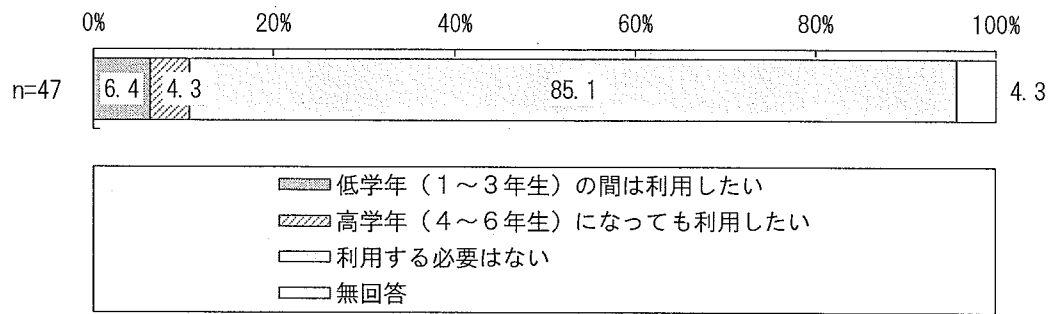 0% 20% 40% 60% 80% 100%
n=47 6.4 4.3 85.1 4.3
低学年(1~3年生)の間は利用したい
高学年(4~6年生)になっても利用したい
利用する必要はない
無回答